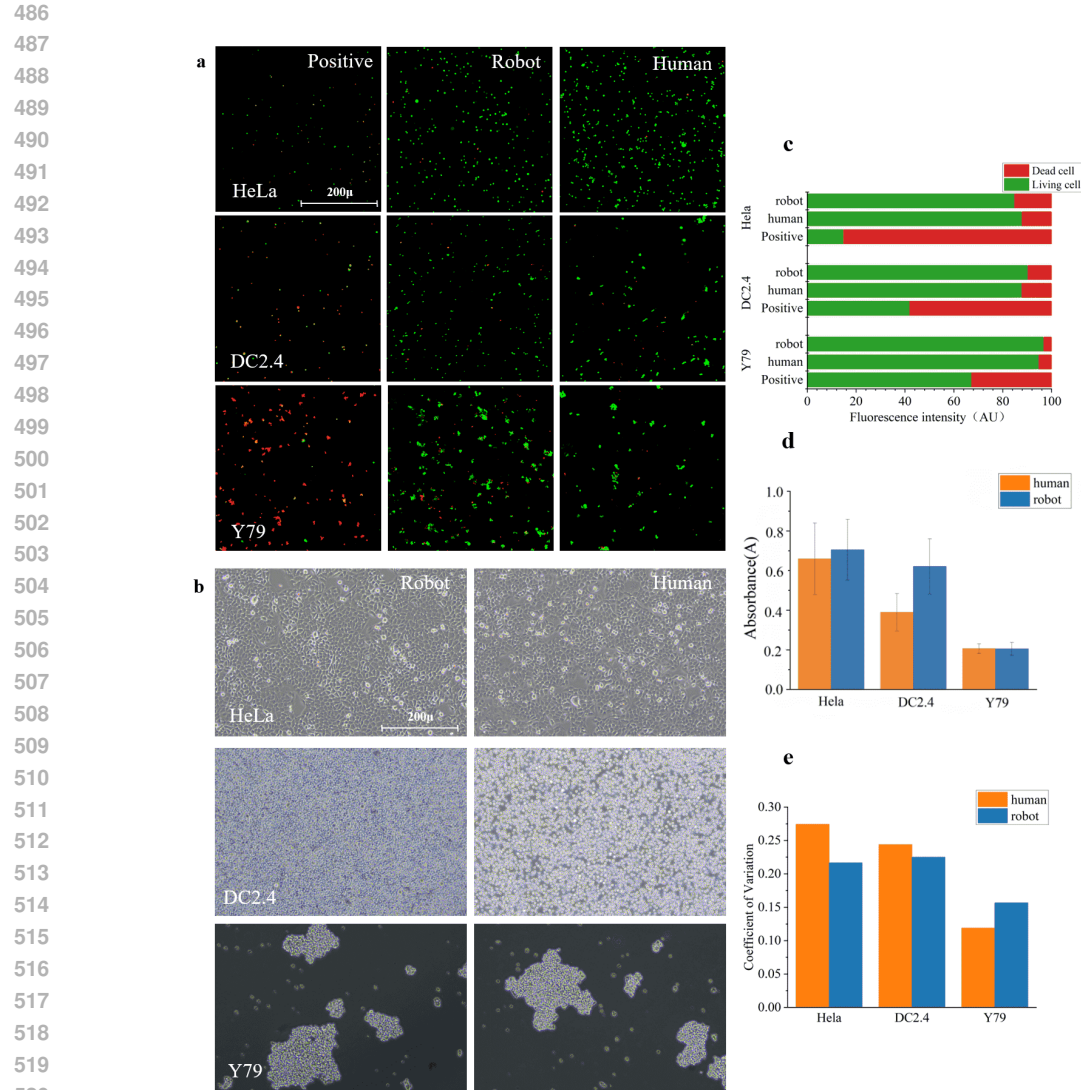 486
487
488
489
490
491
492
493
494
495
496
497
498
499
500
501
502
503
504
505
506
507
508
509
510
511
512
513
514
515
516
517
518
519
a
Positive
Robot
Human
HeLa
200μ
DC2.4
Y79
b
Robot
Human
HeLa
200μ
DC2.4
Y79
c
Dead cell
Living cell
Hela
robot
human
Positive
DC2.4
robot
human
Positive
Y79
robot
human
Positive
0 20 40 60 80 100
Fluorescence intensity（AU）
d
human
robot
Absorbance(A)
1.0
0.8
0.6
0.4
0.2
0.0
Hela DC2.4 Y79
e
human
robot
Coefficient of Variation
0.30
0.25
0.20
0.15
0.10
0.05
0.00
Hela DC2.4 Y79